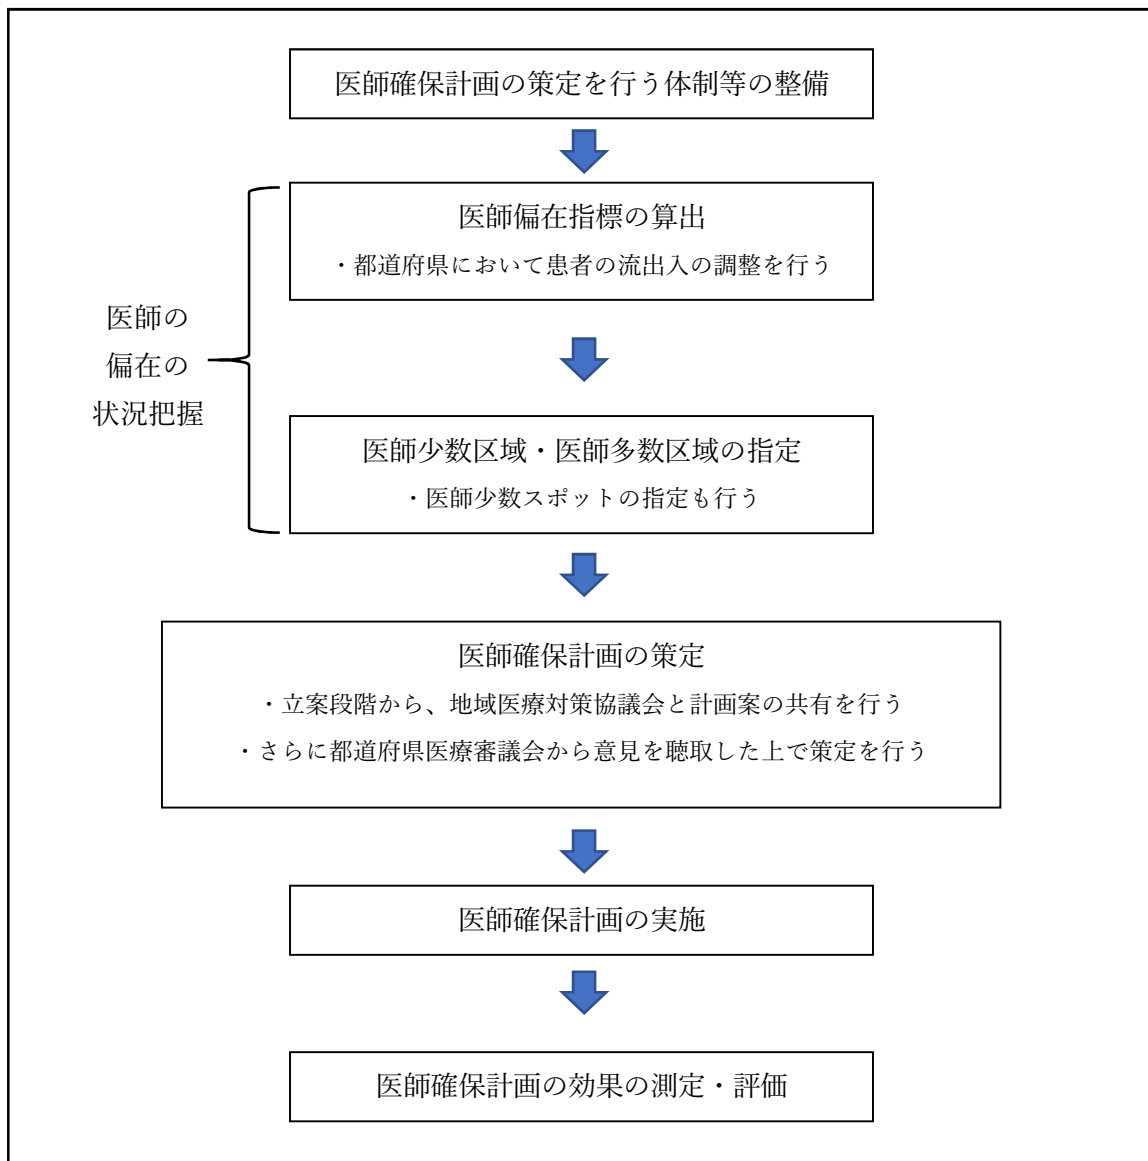 医師確保計画の策定を行う体制等の整備
医師の
偏在の
状況把握
医師偏在指標の算出
・都道府県において患者の流出入の調整を行う
医師少数区域・医師多数区域の指定
・医師少数スポットの指定も行う
医師確保計画の策定
・立案段階から、地域医療対策協議会と計画案の共有を行う
・さらに都道府県医療審議会から意見を聴取した上で策定を行う
医師確保計画の実施
医師確保計画の効果の測定・評価